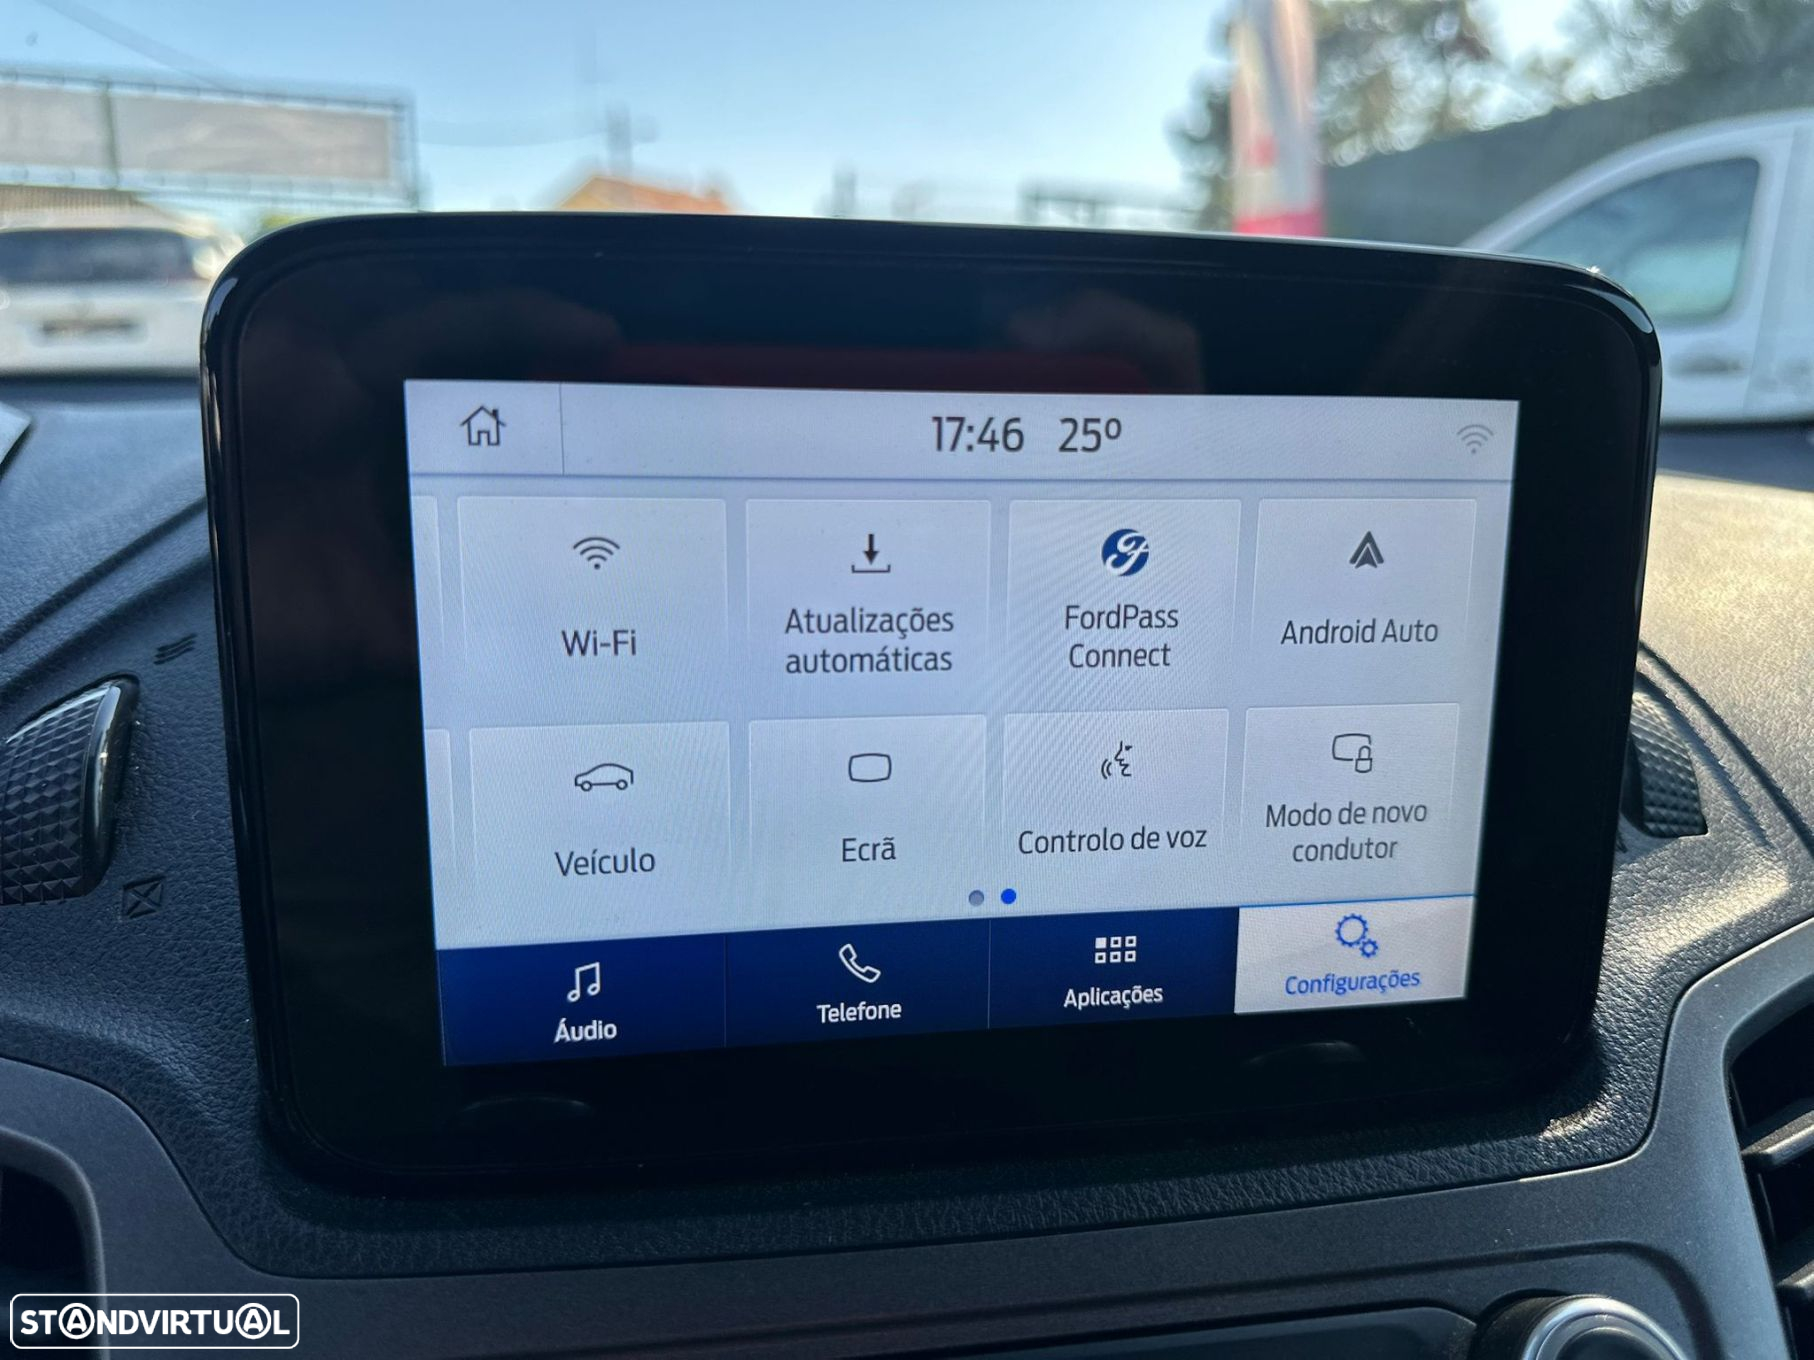 17:46 25º
Wi-Fi
Atualizações
automáticas
FordPass
Connect
Android Auto
Veículo
Ecrã
Controlo de voz
Modo de novo
condutor
Áudio
Telefone
Aplicações
Configurações
STANDVIRTUAL